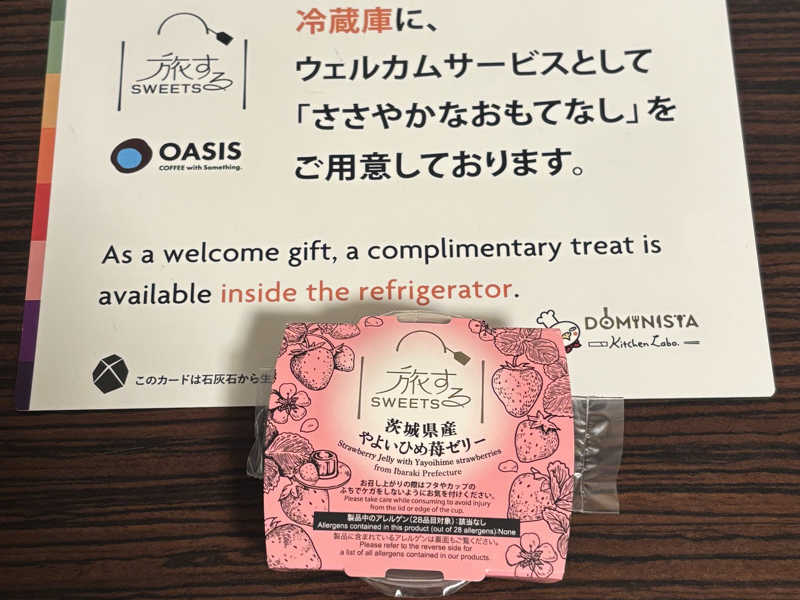 冷蔵庫に、
ウェルカムサービスとして
「ささやかなおもてなし」を
ご用意しております。
旅する
SWEETS
OASIS
COFFEE with Something.
As a welcome gift, a complimentary treat is
available inside the refrigerator.
DOMINISTA
Kitchen Labo.
このカードは石灰石から生
旅する
SWEETS
茨城県産
やよいひめ苺ゼリー
Strawberry Jelly with Yayoihime strawberries
from Ibaraki Prefecture
お召し上がりの際はフタやカップの
ふちでケガをしないようにお気を付けください。
Please take care while consuming to avoid injury
from the lid or edge of the cup.
製品中のアレルゲン(28品目対象):該当なし
Allergens contained in this product (out of 28 allergens):None
製品に含まれているアレルゲンは裏面もご覧ください。
Please refer to the reverse side for
a list of all allergens contained in our products.